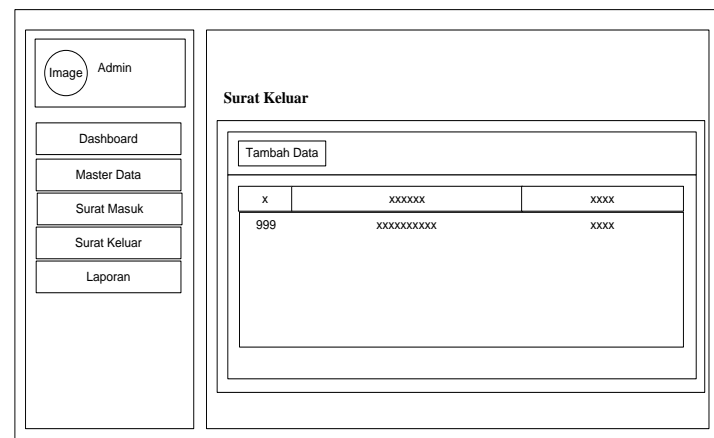 Image
Admin
Dashboard
Master Data
Surat Masuk
Surat Keluar
Laporan
Surat Keluar
Tambah Data
x xxxxxx xxxx
999 xxxxxxxxxx xxxx